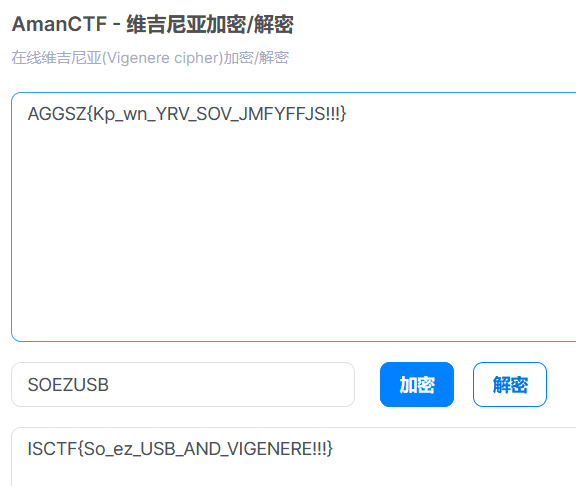 AmanCTF - 维吉尼亚加密/解密
在线维吉尼亚(Vigenere cipher)加密/解密
AGGSZ{Kp_wn_YRV_SOV_JMFYFFJS!!!}
SOEZUSB 加密 解密
ISCTF{So_ez_USB_AND_VIGENERE!!!}